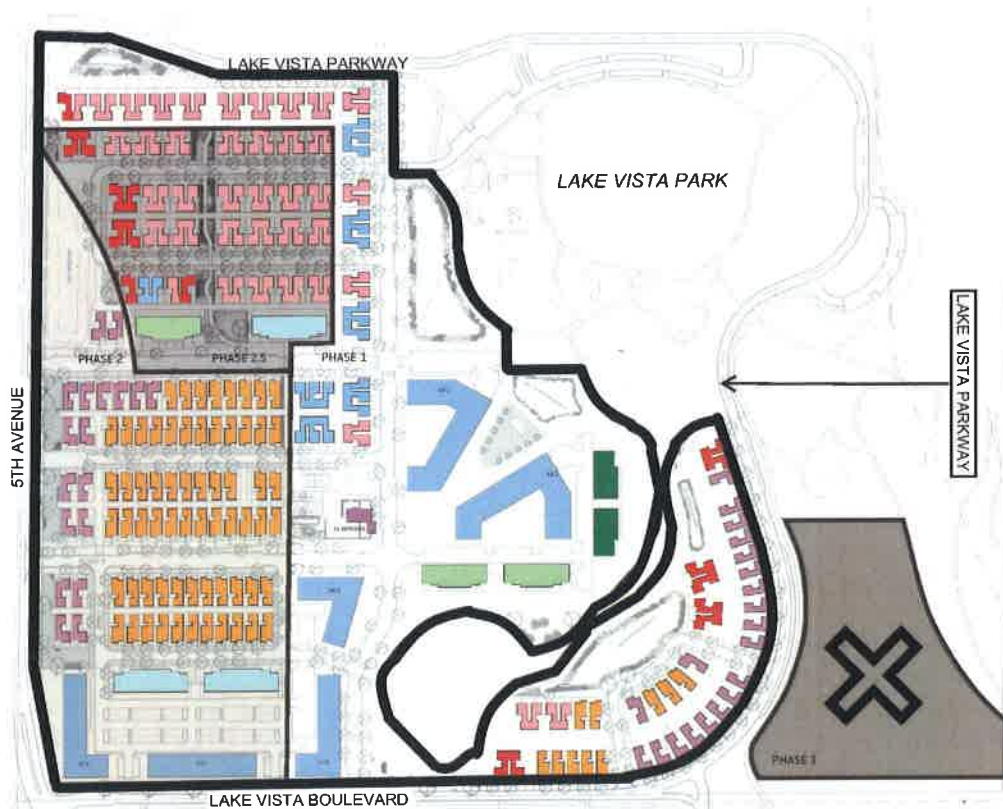 LAKE VISTA PARKWAY
LAKE VISTA PARK
LAKE VISTA PARKWAY
PHASE 2
PHASE 2.5
PHASE 1
5TH AVENUE
PHASE 3
LAKE VISTA BOULEVARD